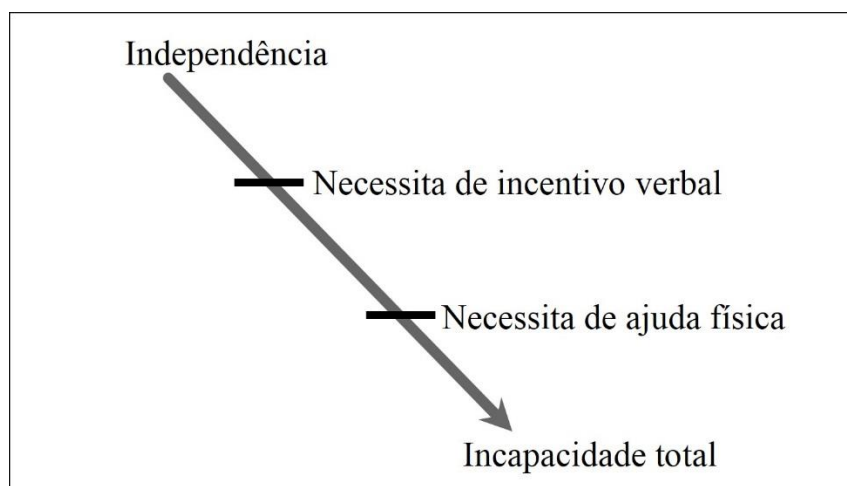 Independência
Necessita de incentivo verbal
Necessita de ajuda física
Incapacidade total